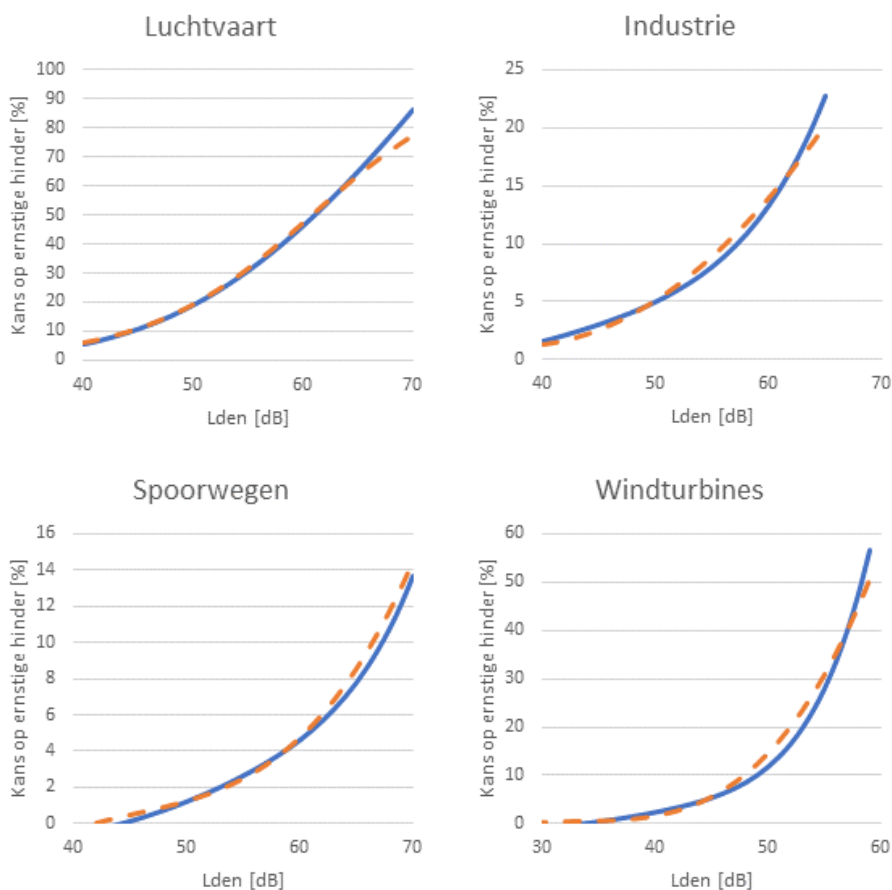 Luchtvaart
Kans op ernstige hinder [%]
100
90
80
70
60
50
40
30
20
10
0
40 50 60 70
Lden [dB]
Industrie
Kans op ernstige hinder [%]
25
20
15
10
5
0
40 50 60 70
Lden [dB]
Spoorwegen
Kans op ernstige hinder [%]
16
14
12
10
8
6
4
2
0
40 50 60 70
Lden [dB]
Windturbines
Kans op ernstige hinder [%]
60
50
40
30
20
10
0
30 40 50 60
Lden [dB]